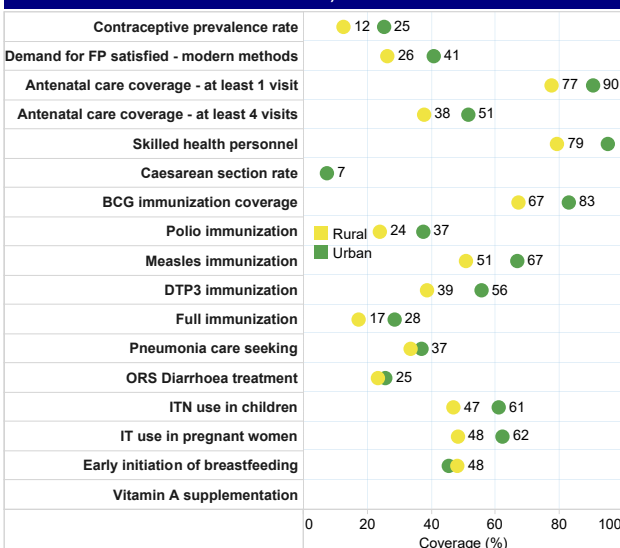 Contraceptive prevalence rate 12 25
Demand for FP satisfied - modern methods 26 41
Antenatal care coverage - at least 1 visit 77 90
Antenatal care coverage - at least 4 visits 38 51
Skilled health personnel 79
Caesarean section rate 7
BCG immunization coverage 67 83
Polio immunization 24 37
Rural
Urban
Measles immunization 51 67
DTP3 immunization 39 56
Full immunization 17 28
Pneumonia care seeking 37
ORS Diarrhoea treatment 25
ITN use in children 47 61
IT use in pregnant women 48 62
Early initiation of breastfeeding 48
Vitamin A supplementation
0 20 40 60 80 100
Coverage (%)